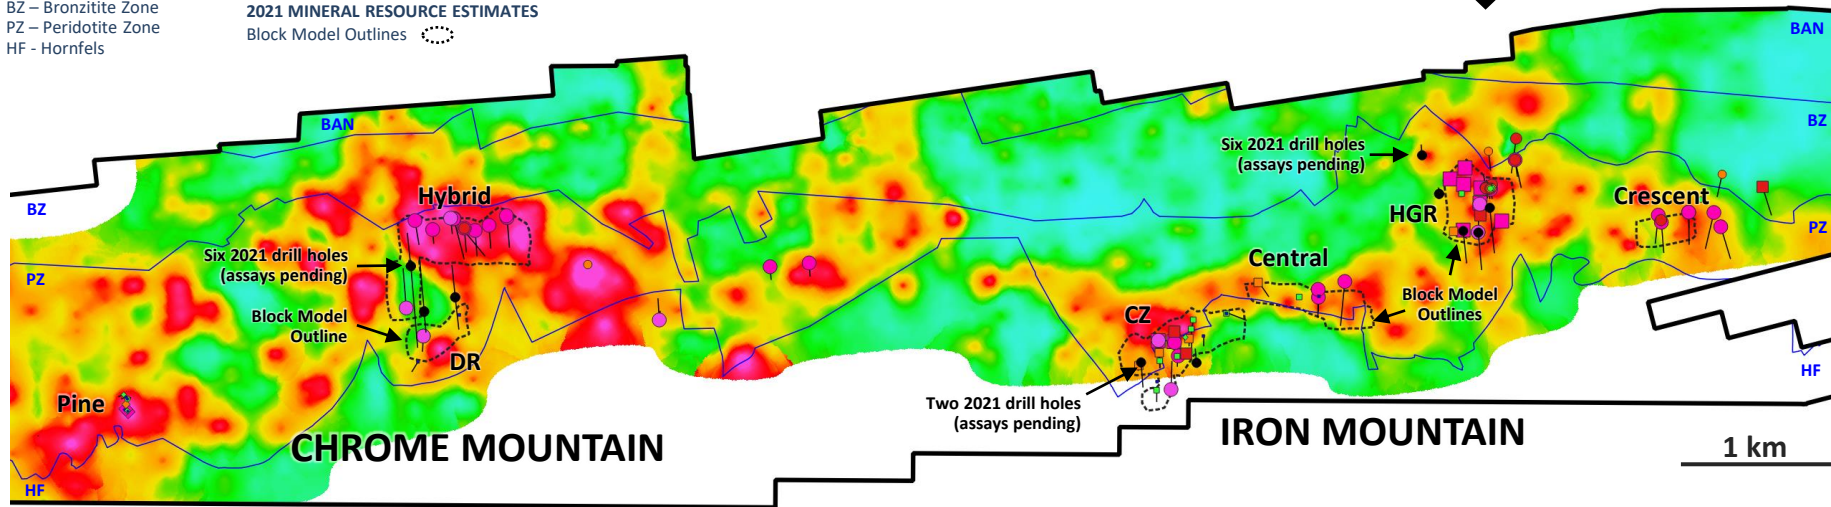 BZ – Bronzitite Zone
PZ – Peridotite Zone
HF - Hornfels
2021 MINERAL RESOURCE ESTIMATES
Block Model Outlines
BAN
BZ
PZ
HF
Hybrid
Six 2021 drill holes
(assays pending)
Block Model
Outline
DR
Pine
CHROME MOUNTAIN
Two 2021 drill holes
(assays pending)
CZ
Central
Block Model
Outlines
HGR
Six 2021 drill holes
(assays pending)
Crescent
IRON MOUNTAIN
BAN
BZ
PZ
HF
1 km